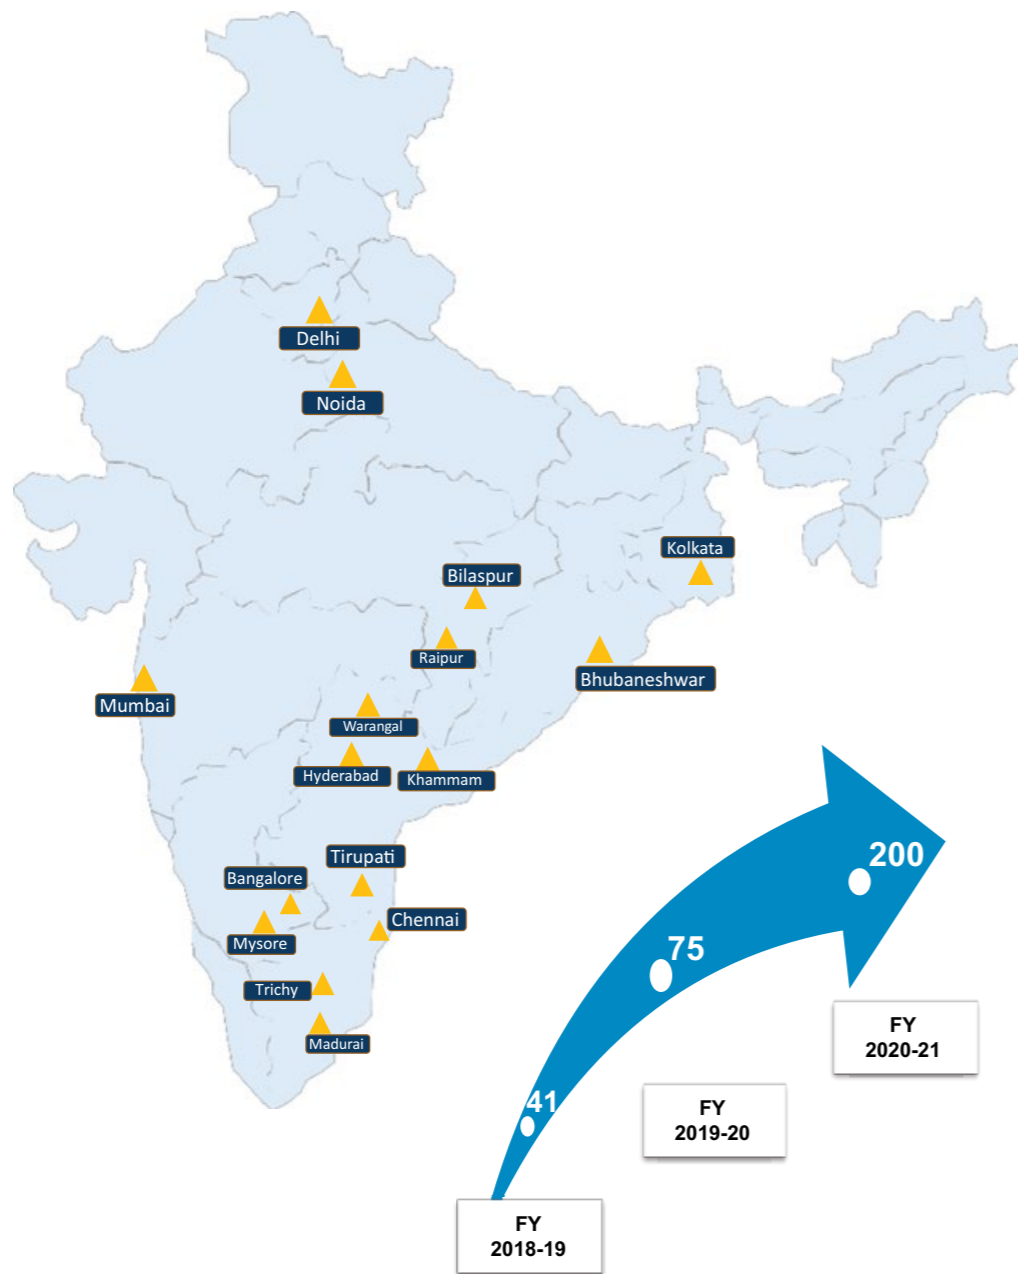 Delhi
Noida
Kolkata
Bilaspur
Raipur
Bhubaneshwar
Mumbai
Warangal
Hyderabad
Khammam
Tirupati
Bangalore
Chennai
Mysore
Trichy
Madurai
200
75
41
FY
2020-21
FY
2019-20
FY
2018-19